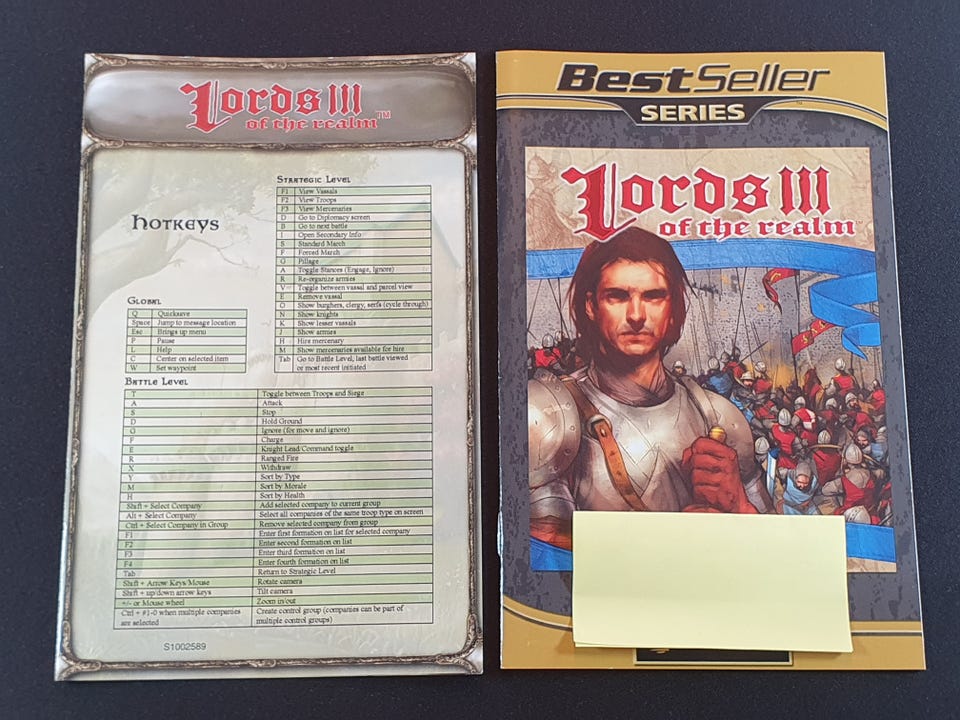 Lords III™
of the realm
Hotkeys
Strategic Level
F1 View Vassals
F2 View Troops
F3 View Mercenaries
D Go to Diplomacy screen
B Go to next battle
I Open Secondary Info
S Standard March
F Forced March
G Pillage
A Toggle Stances (Engage, Ignore)
R Re-organize armies
V Toggle between vassal and parcel view
E Remove vassal
O Show burghers, clergy, serfs (cycle through)
N Show knights
K Show lesser vassals
J Show armies
H Hire mercenary
M Show mercenaries available for hire
Tab Go to Battle Level; last battle viewed
or most recent initiated
Global
Q Quicksave
Space Jump to message location
Esc Brings up menu
P Pause
L Help
C Center on selected item
W Set waypoint
Battle Level
T Toggle between Troops and Siege
A Attack
S Stop
D Hold Ground
G Ignore (for move and ignore)
F Charge
E Knight Lead/Command toggle
R Ranged Fire
X Withdraw
Y Sort by Type
M Sort by Morale
H Sort by Health
Shift + Select Company Add selected company to current group
Alt + Select Company Select all companies of the same troop type on screen
Ctrl + Select Company in Group Remove selected company from group
F1 Enter first formation on list for selected company
F2 Enter second formation on list
F3 Enter third formation on list
F4 Enter fourth formation on list
Tab Return to Strategic Level
Shift + Arrow Keys/Mouse Rotate camera
Shift + up/down arrow keys Tilt camera
+/- or Mouse wheel Zoom in/out
Ctrl + #1-0 when multiple companies Create control group (companies can be part
are selected multiple control groups)
S1002589
BestSeller
SERIES™
Lords III
of the realm™